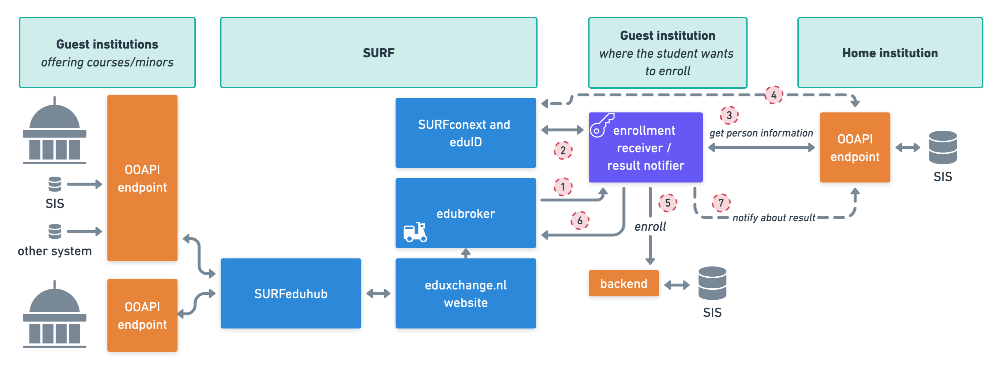 Guest institutions
offering courses/minors
SURF
Guest institution
where the student wants
to enroll
Home institution
OOAPI
endpoint
SIS
other system
OOAPI
endpoint
SURFeduhub
SURFconext and
eduID
edubroker
eduxchange.nl
website
1
2
3
4
5
6
7
enrollment
receiver /
result notifier
get person information
enroll
notify about result
backend
SIS
OOAPI
endpoint
SIS